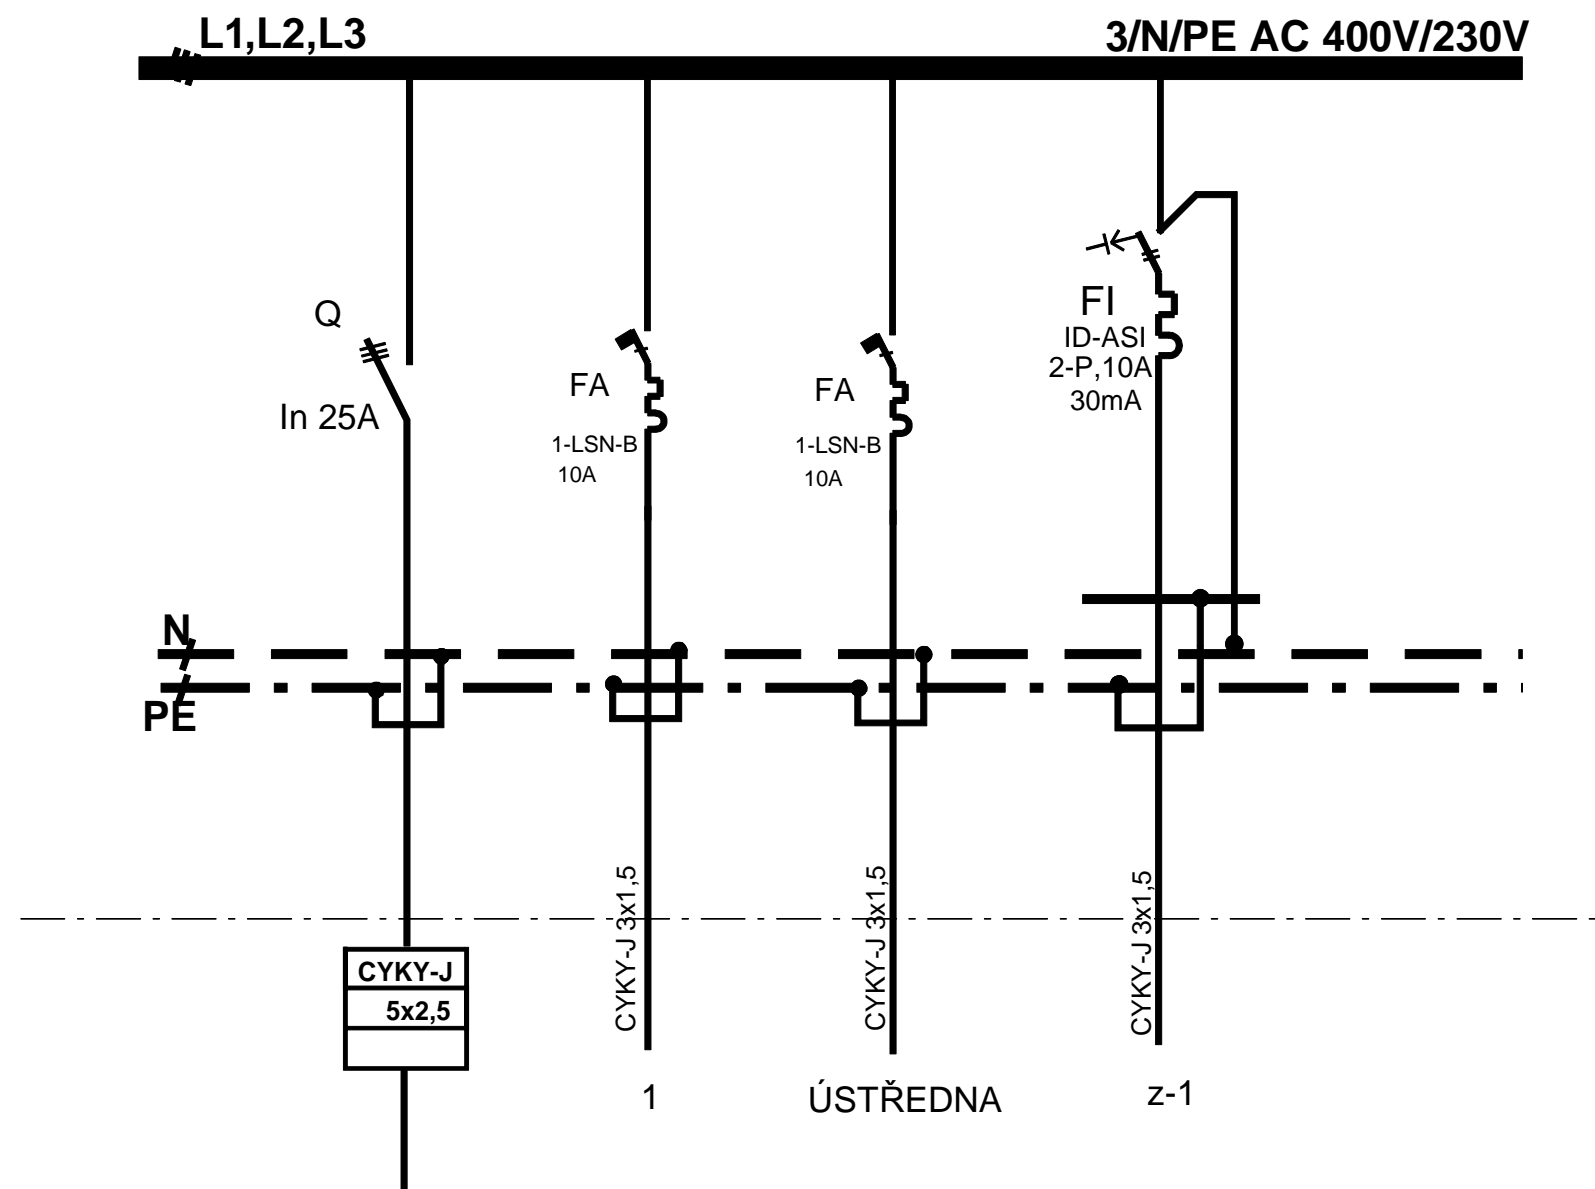 L1,L2,L3
3/N/PE AC 400V/230V
Q
In 25A
FA
1-LSN-B
10A
FA
1-LSN-B
10A
FI
ID-ASI
2-P,10A
30mA
N
PE
CYKY-J
5x2,5
CYKY-J 3x1,5
CYKY-J 3x1,5
CYKY-J 3x1,5
1
ÚSTŘEDNA
z-1